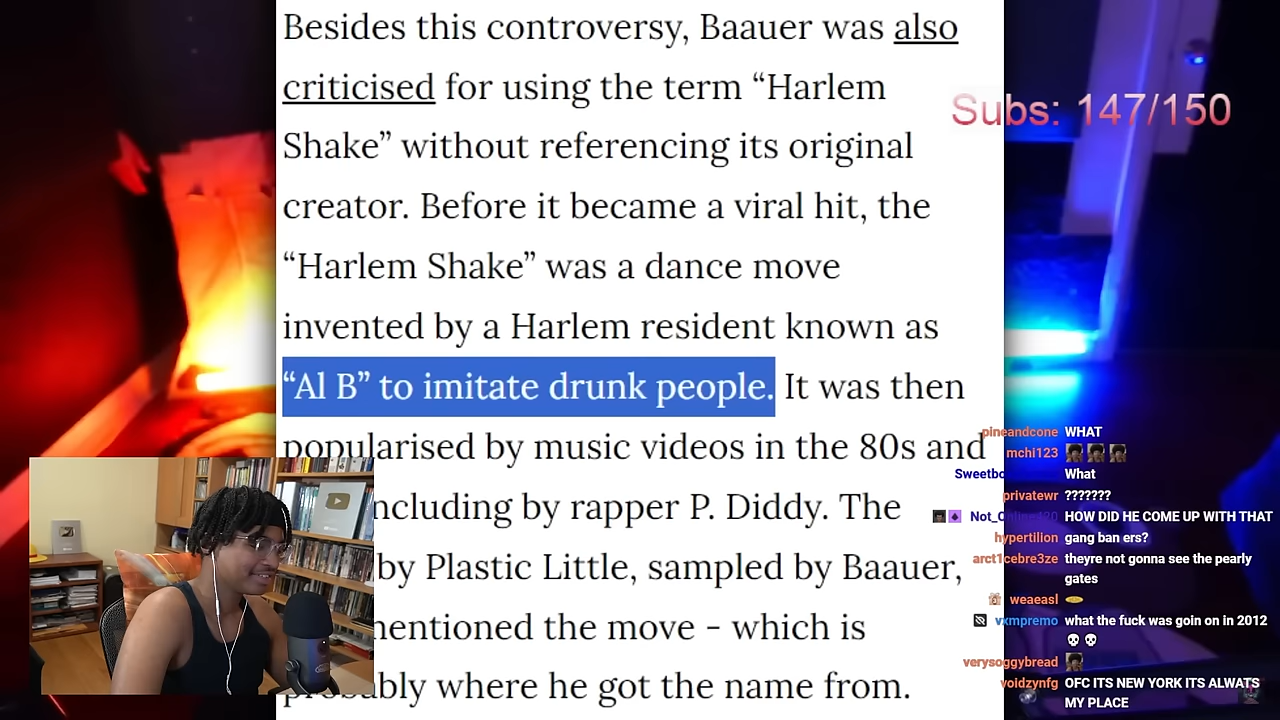 Besides this controversy, Baauer was also
criticised for using the term “Harlem
Shake” without referencing its original
creator. Before it became a viral hit, the
“Harlem Shake” was a dance move
invented by a Harlem resident known as
“Al B” to imitate drunk people. It was then
popularised by music videos in the 80s and
including by rapper P. Diddy. The
by Plastic Little, sampled by Baauer,
mentioned the move - which is
probably where he got the name from.
Subs: 147/150
pineandcone WHAT
mchi123
What
privatewr ???????
HOW DID HE COME UP WITH THAT
hypertilion gang ban ers?
arct1cebre3ze theyre not gonna see the pearly
gates
weaeasl
vxmpremo what the fuck was goin on in 2012
💀 💀
verysoggybread
voidzynfg OFC ITS NEW YORK ITS ALWATS
MY PLACE